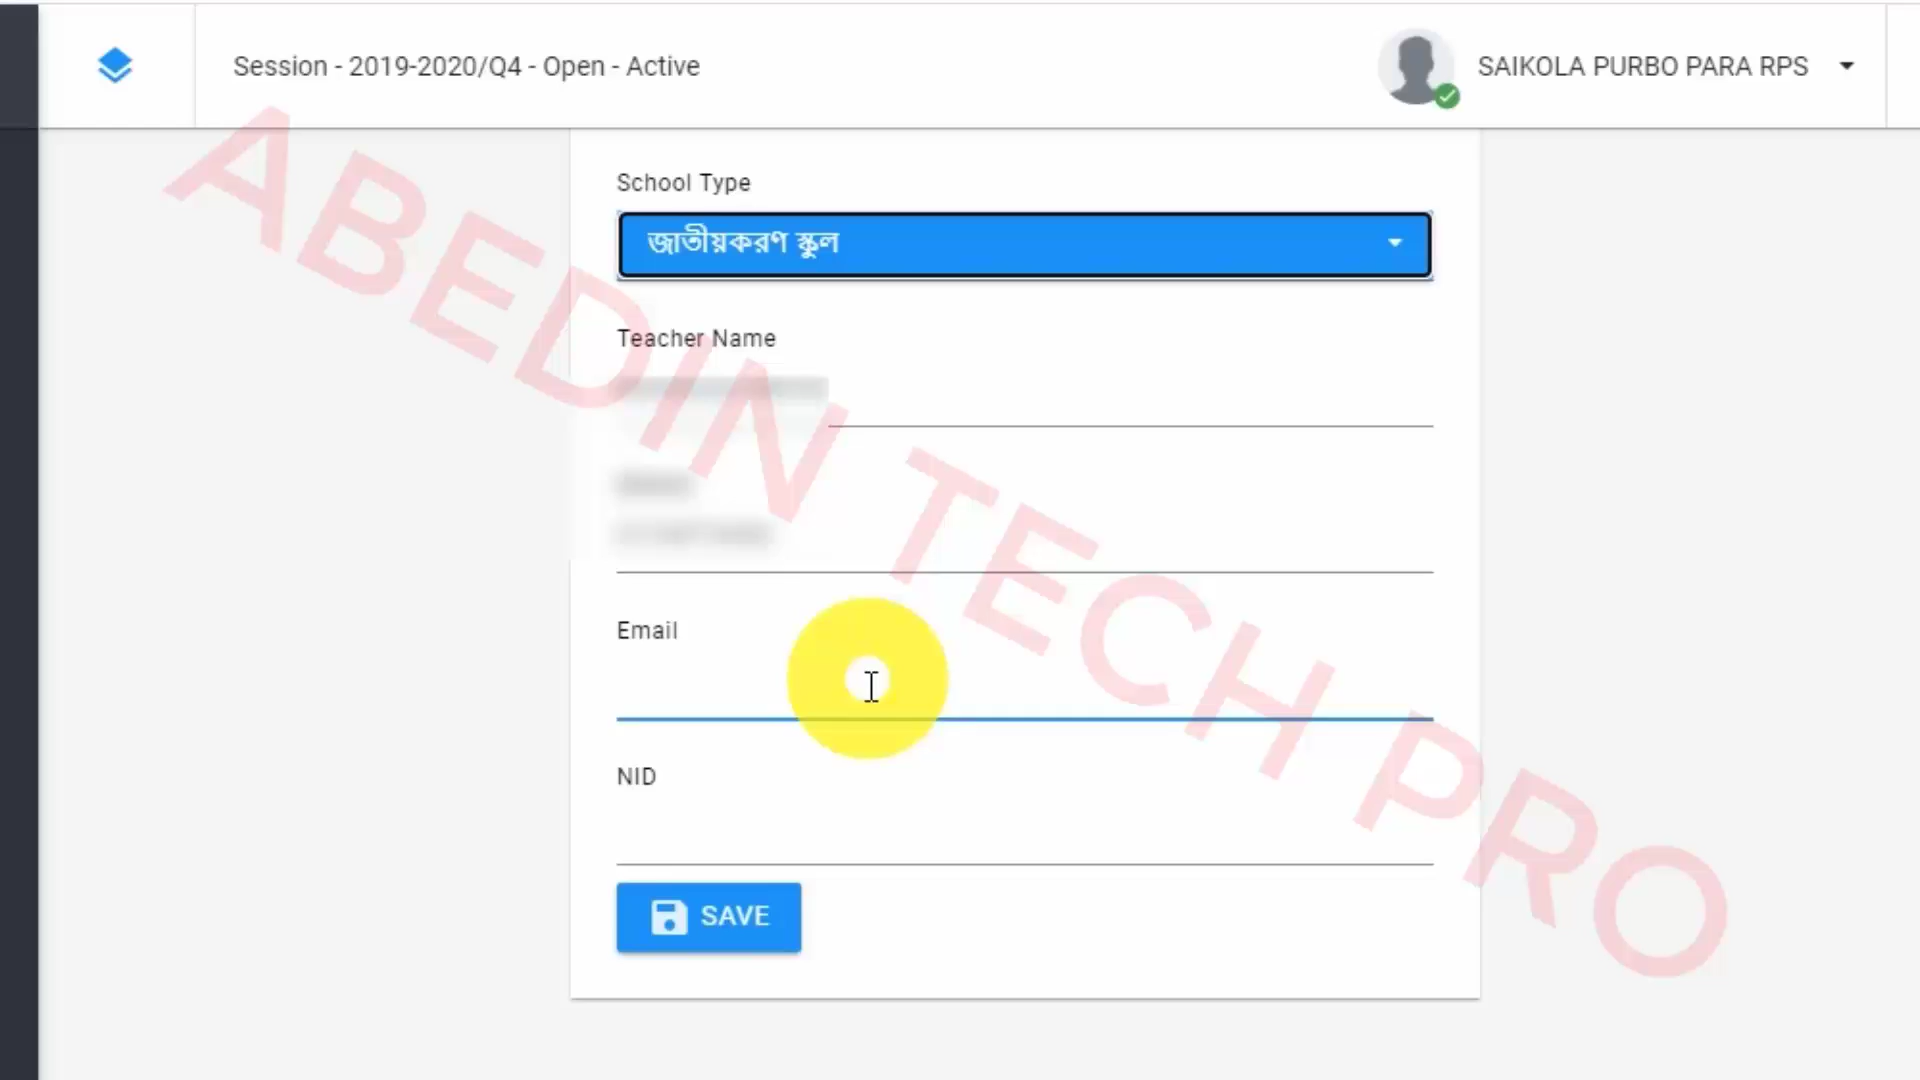 Session - 2019-2020/Q4 - Open - Active
SAIKOLA PURBO PARA RPS
School Type
জাতীয়করণ স্কুল
Teacher Name
Email
NID
SAVE
ABEDIN TECH PRO